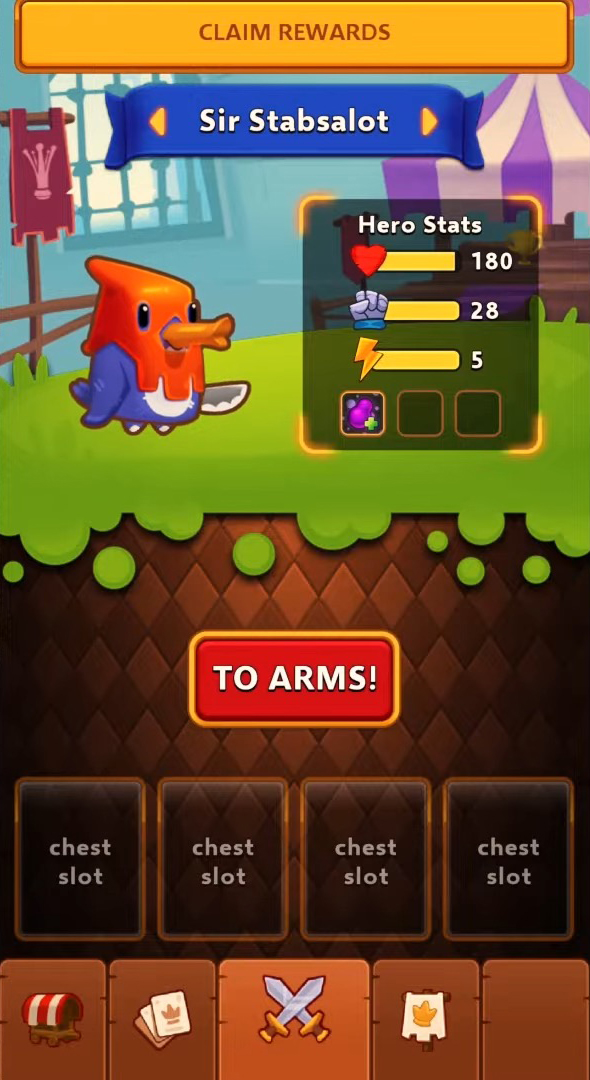 CLAIM REWARDS
Sir Stabsalot
Hero Stats
180
28
5
TO ARMS!
chest
slot
chest
slot
chest
slot
chest
slot